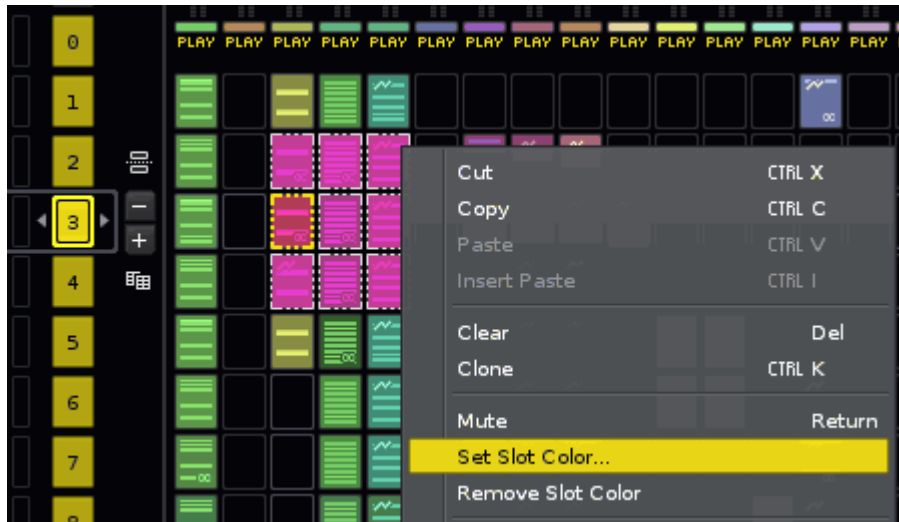 0 PLAY PLAY PLAY PLAY PLAY PLAY PLAY PLAY PLAY PLAY PLAY PLAY PLAY PLAY PLAY
1
2
Cut CTRL X
3
Copy CTRL C
Paste CTRL V
4
Insert Paste CTRL I
5
Clear Del
Clone CTRL K
6
Mute Return
7
Set Slot Color...
Remove Slot Color